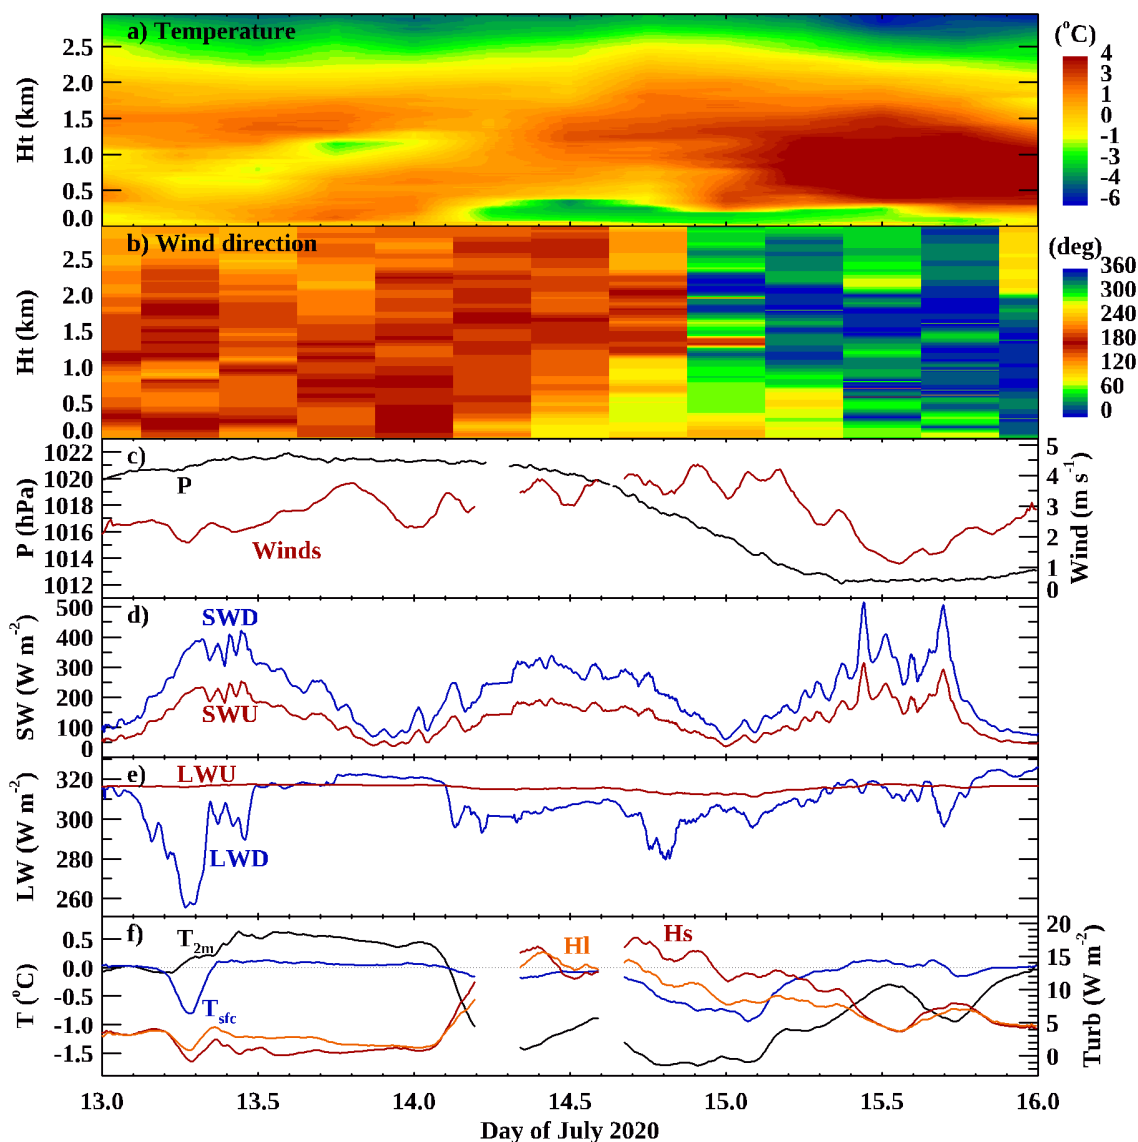 a) Temperature
(°C)
Ht (km)
2.5
2.0
1.5
1.0
0.5
0.0
4
3
1
0
-1
-3
-4
-6
b) Wind direction
(deg)
Ht (km)
2.5
2.0
1.5
1.0
0.5
0.0
360
300
240
180
120
60
0
c)
P (hPa)
1022
1020
1018
1016
1014
1012
P
Winds
5
4
3
2
1
0
Wind (m s⁻¹)
d)
SW (W m⁻²)
500
400
300
200
100
0
SWD
SWU
e)
LW (W m⁻²)
320
300
280
260
LWU
LWD
f)
T (°C)
0.5
0.0
-0.5
-1.0
-1.5
T2m
Tsfc
Hl
Hs
20
15
10
5
0
Turb (W m⁻²)
13.0 13.5 14.0 14.5 15.0 15.5 16.0
Day of July 2020